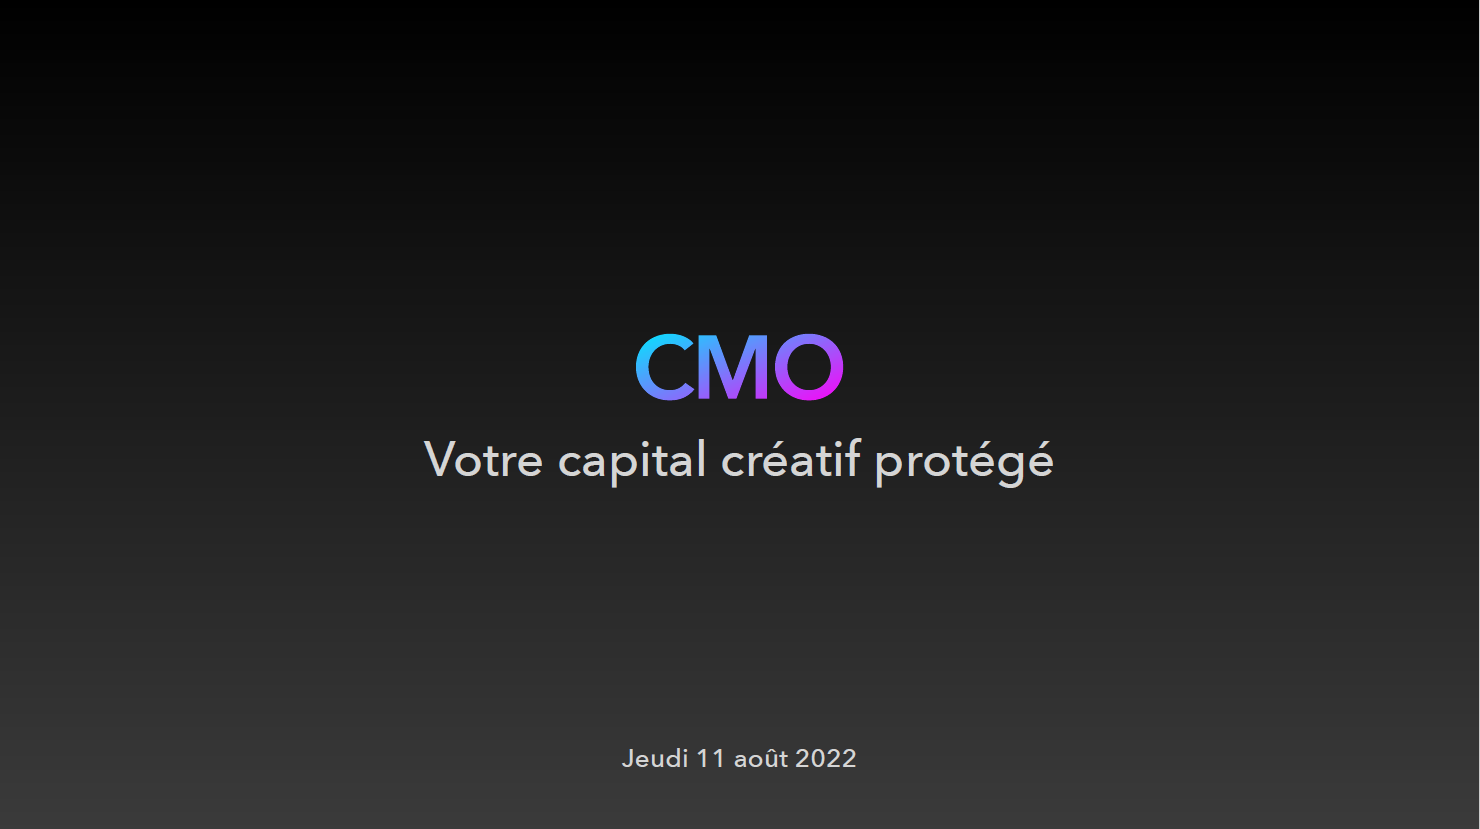 CMO
Votre capital créatif protégé
Jeudi 11 août 2022